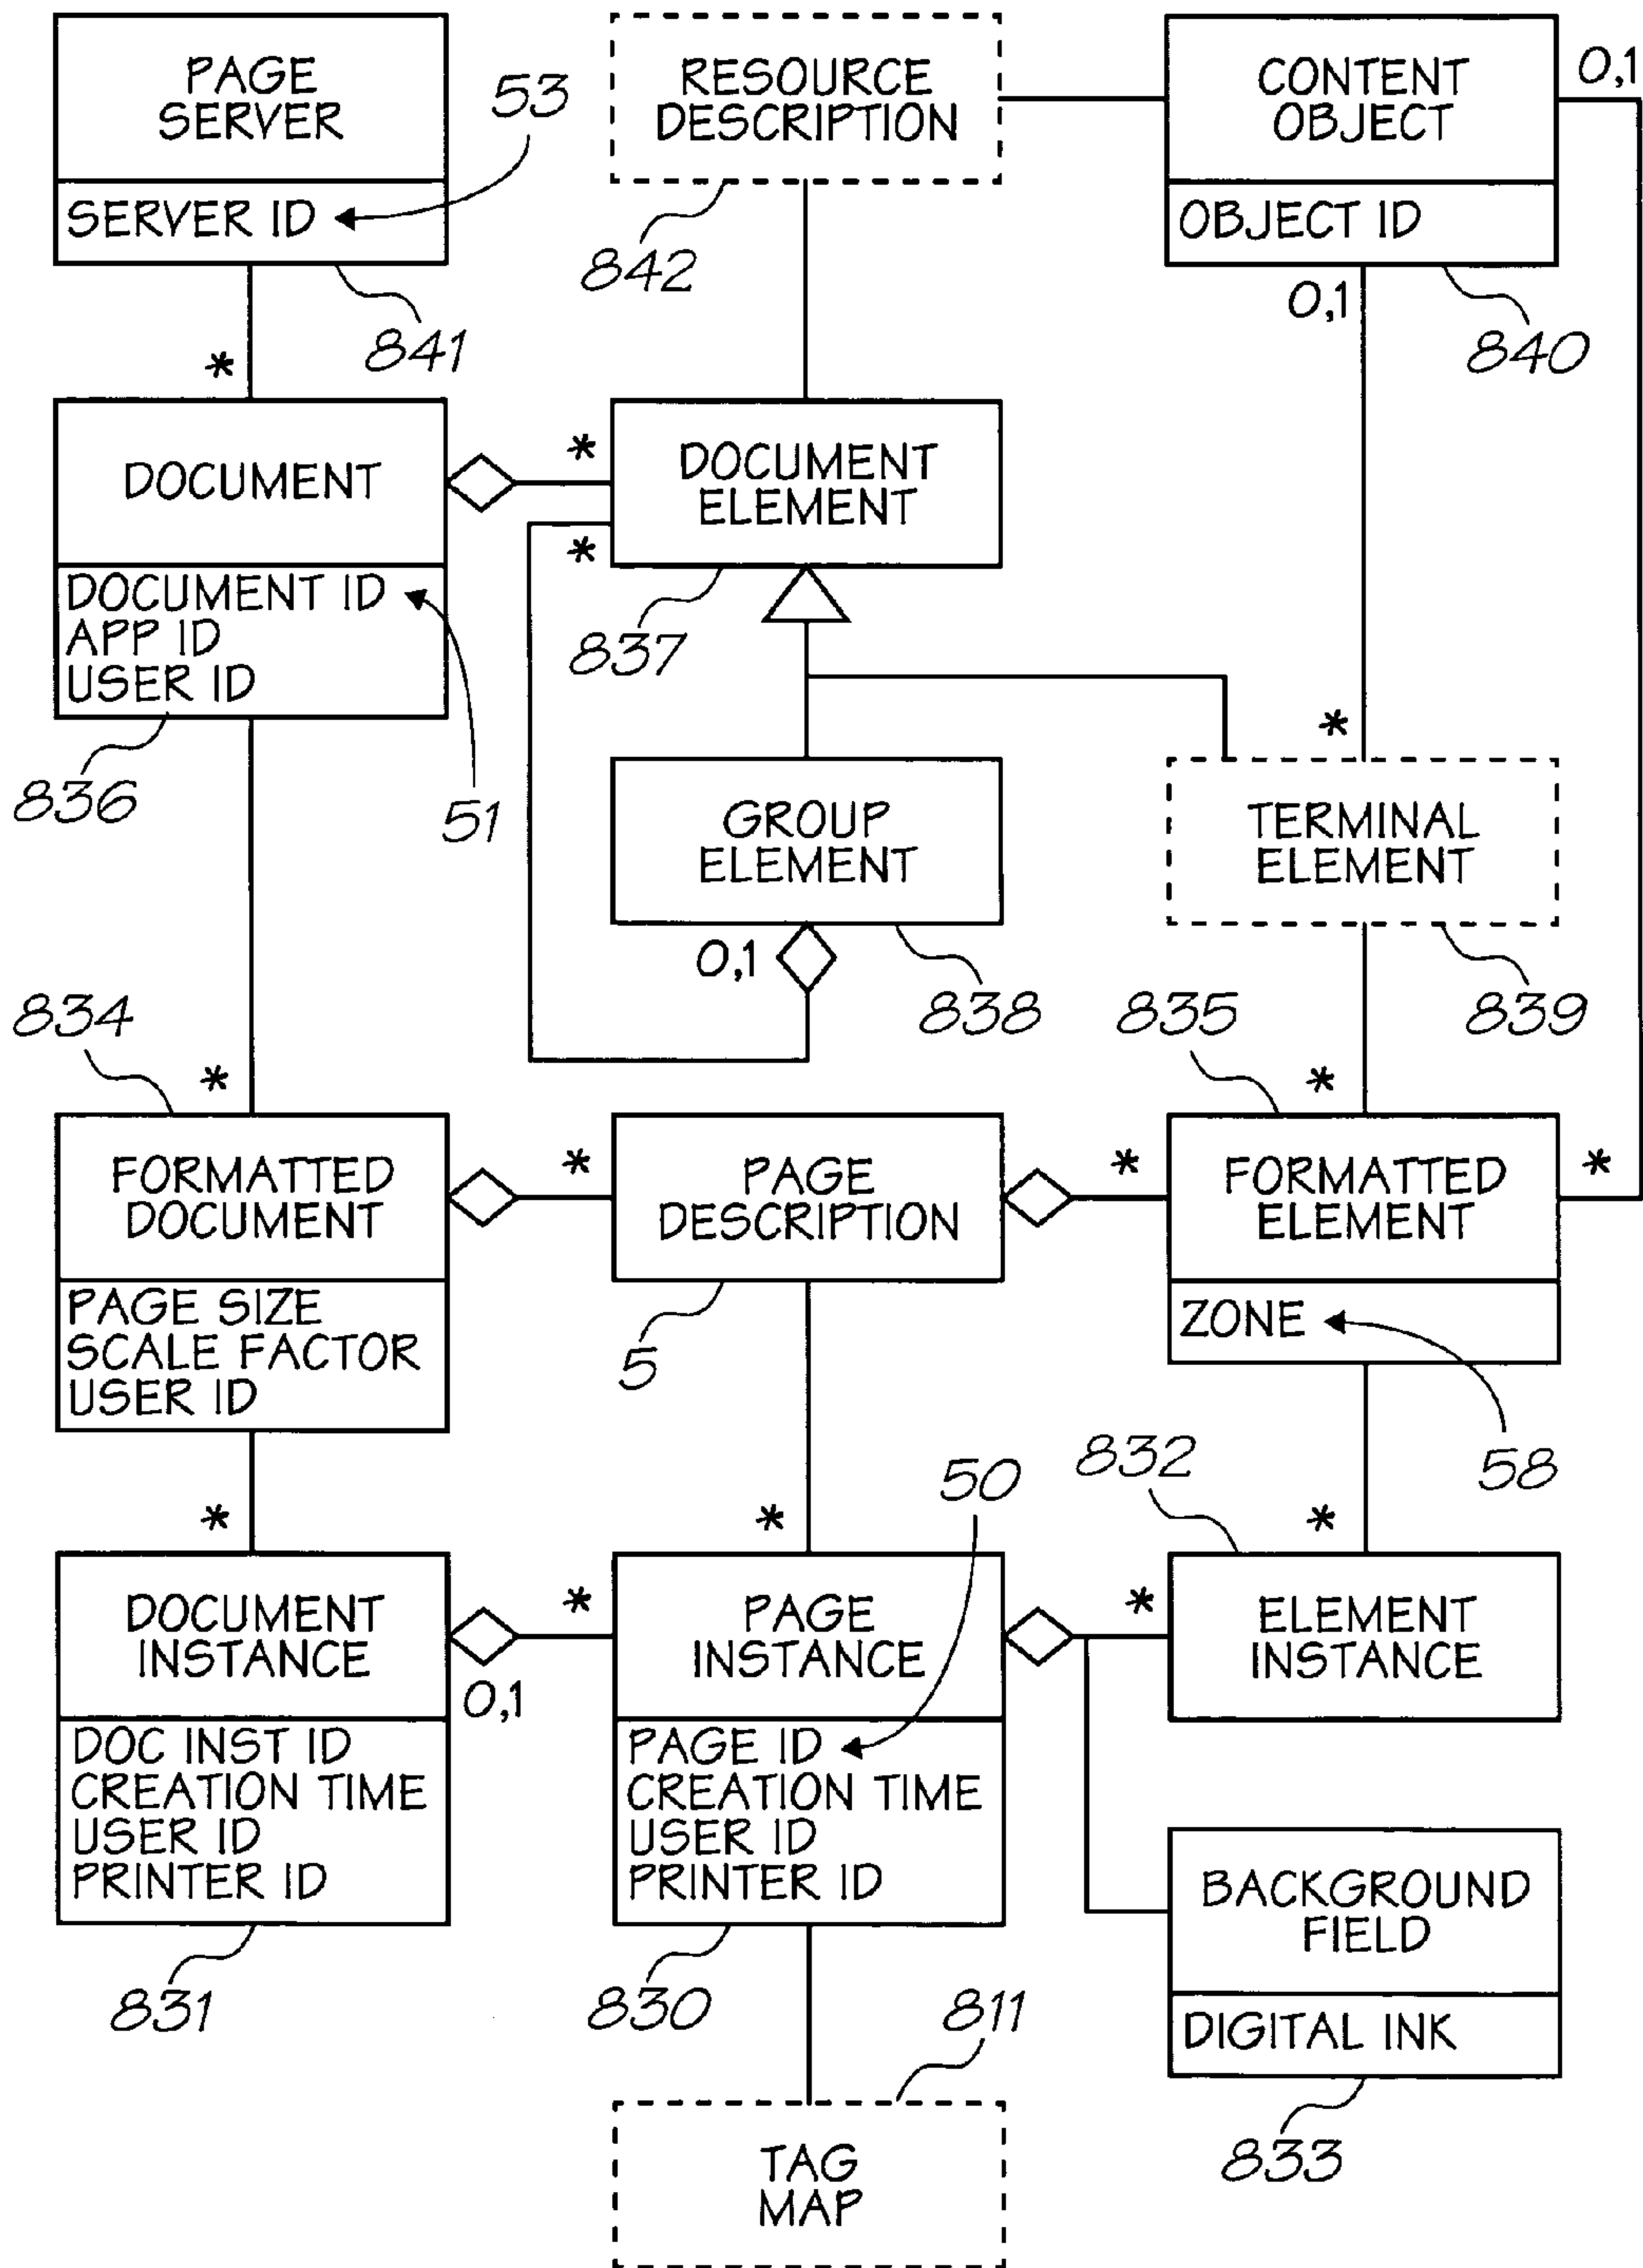 PAGE
SERVER
SERVER ID
53
841
RESOURCE
DESCRIPTION
842
CONTENT
OBJECT
OBJECT ID
0,1
0,1
840
*
DOCUMENT
DOCUMENT ID
APP ID
USER ID
836
51
*
*
DOCUMENT
ELEMENT
837
GROUP
ELEMENT
0,1
838
*
TERMINAL
ELEMENT
839
834
*
FORMATTED
DOCUMENT
PAGE SIZE
SCALE FACTOR
USER ID
*
PAGE
DESCRIPTION
5
835
*
*
FORMATTED
ELEMENT
*
ZONE
58
*
DOCUMENT
INSTANCE
0,1
DOC INST ID
CREATION TIME
USER ID
PRINTER ID
831
*
*
50
PAGE
INSTANCE
PAGE ID
CREATION TIME
USER ID
PRINTER ID
830
832
*
*
ELEMENT
INSTANCE
BACKGROUND
FIELD
DIGITAL INK
833
811
TAG
MAP